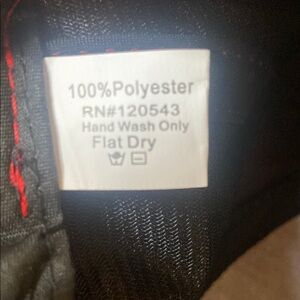 100%Polyester
RN#120543
Hand Wash Only
Flat Dry